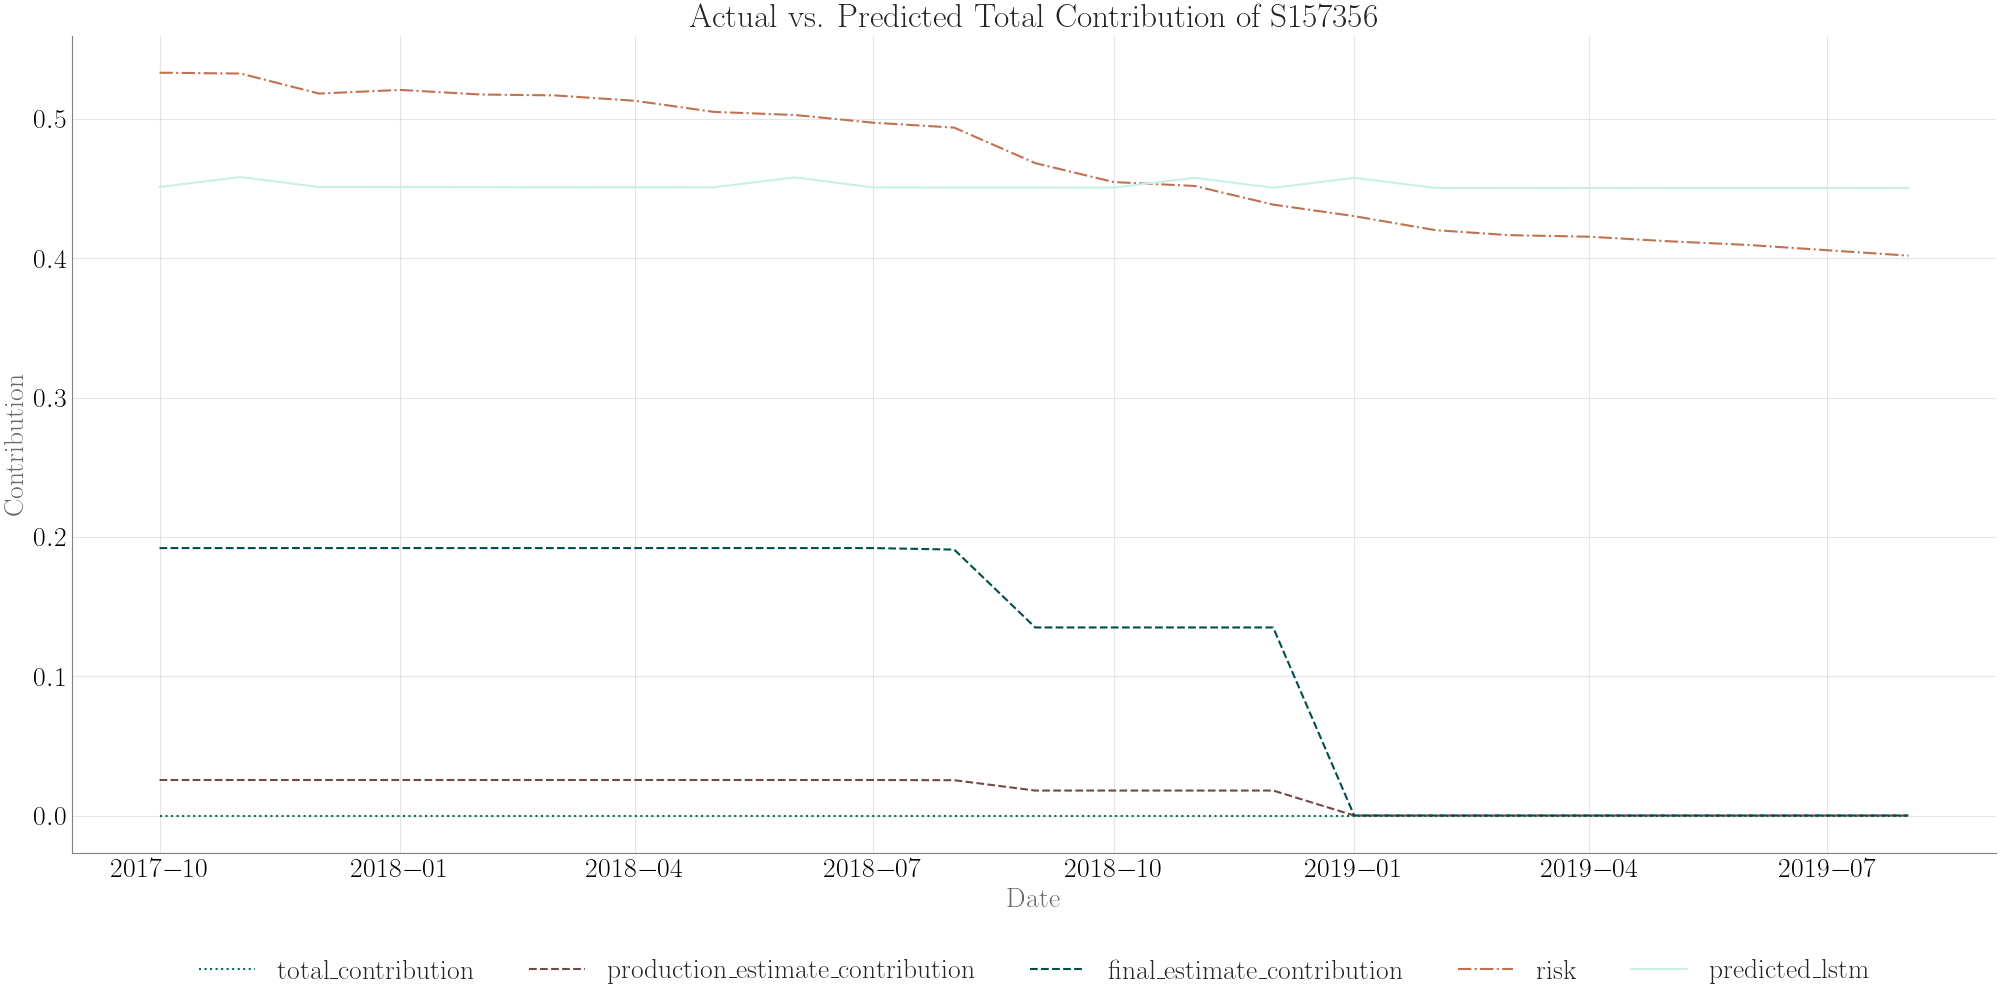 Actual vs. Predicted Total Contribution of S157356
Contribution
0.5
0.4
0.3
0.2
0.1
0.0
2017–10 2018–01 2018–04 2018–07 2018–10 2019–01 2019–04 2019–07
Date
total_contribution production_estimate_contribution final_estimate_contribution risk predicted_lstm